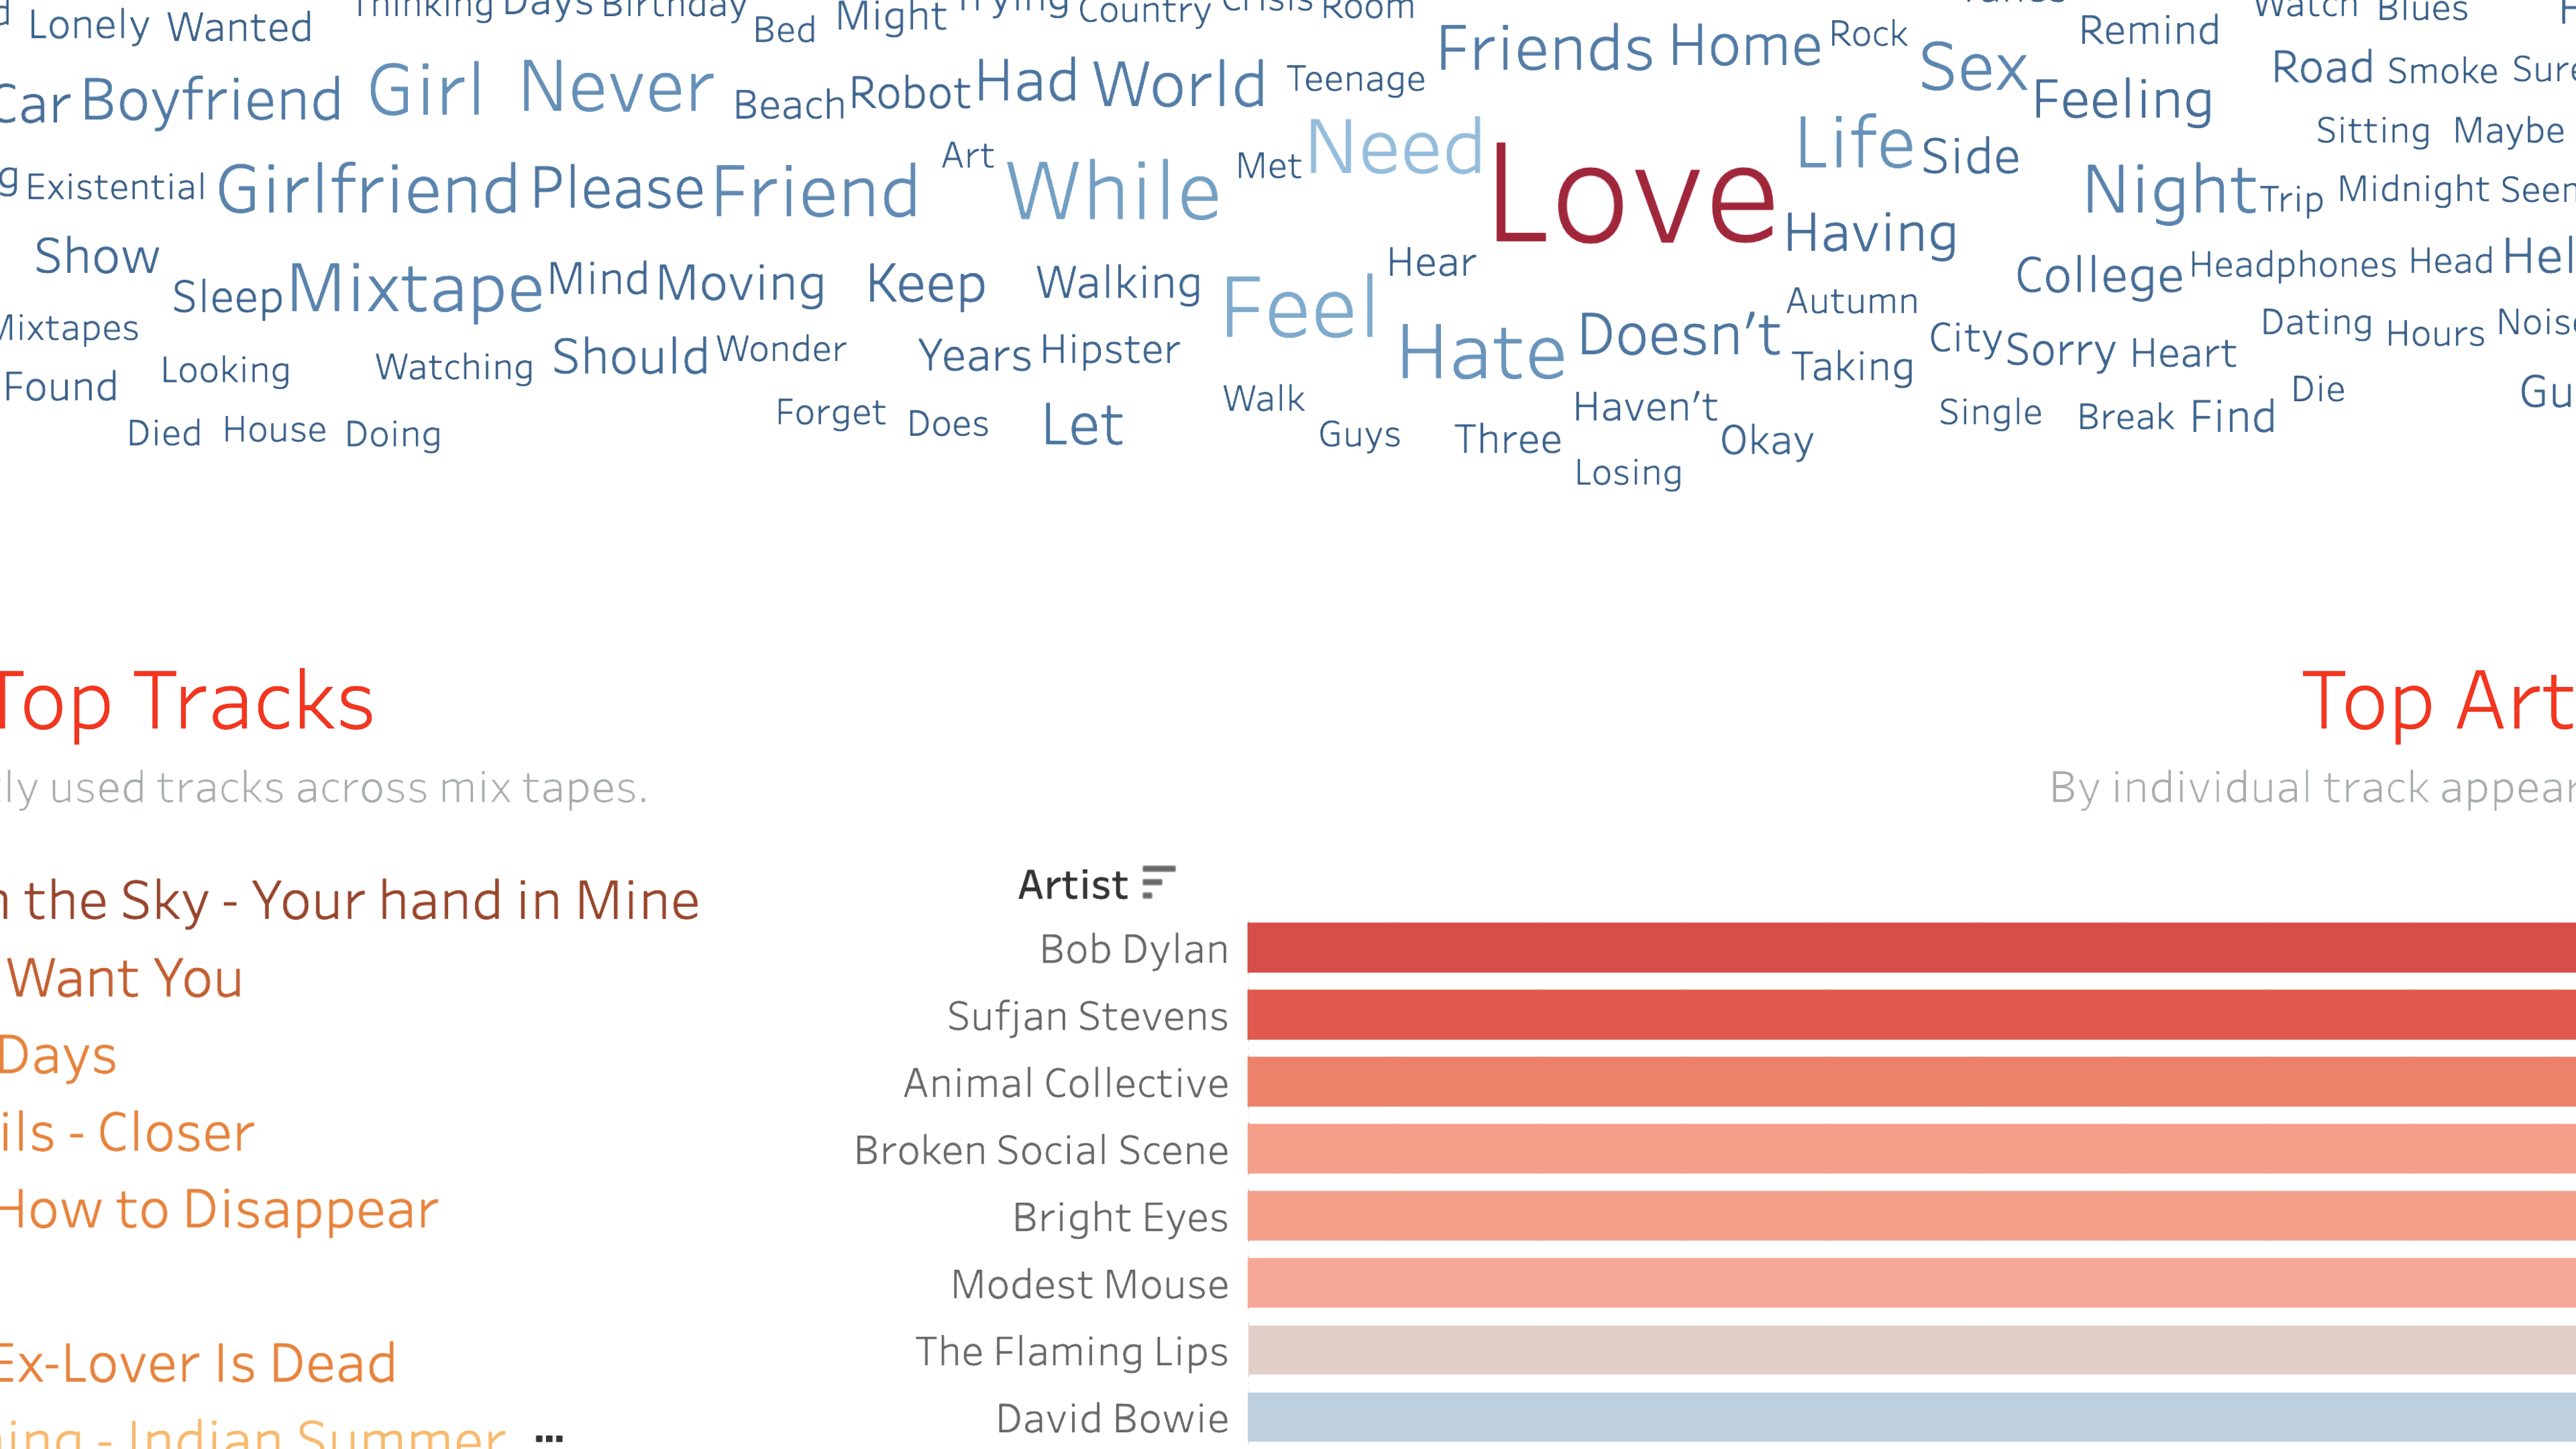 Lonely Wanted Thinking Days Birthday Bed Might Trying Country Crisis Room Friends Home Rock Sex Remind Watch Blues
Car Boyfriend Girl Never Beach Robot Had World Teenage Feeling Road Smoke Sure
Existential Girlfriend Please Friend Art While Met Need Love Life Side Sitting Maybe
Night Trip Midnight Seen
Show Sleep Mixtape Mind Moving Keep Walking Feel Hear Having College Headphones Head
Mixtapes Looking Watching Should Wonder Years Hipster Hate Doesn't Autumn Taking City Sorry Heart Dating Hours
Found Died House Doing Forget Does Let Walk Guys Three Haven't Okay Losing Single Break Find Die
Top Tracks
ly used tracks across mix tapes.
the Sky - Your hand in Mine
Want You
Days
ils - Closer
How to Disappear
Ex-Lover Is Dead
ing - Indian Summer ...
Top Art
By individual track appear
Artist
Bob Dylan
Sufjan Stevens
Animal Collective
Broken Social Scene
Bright Eyes
Modest Mouse
The Flaming Lips
David Bowie